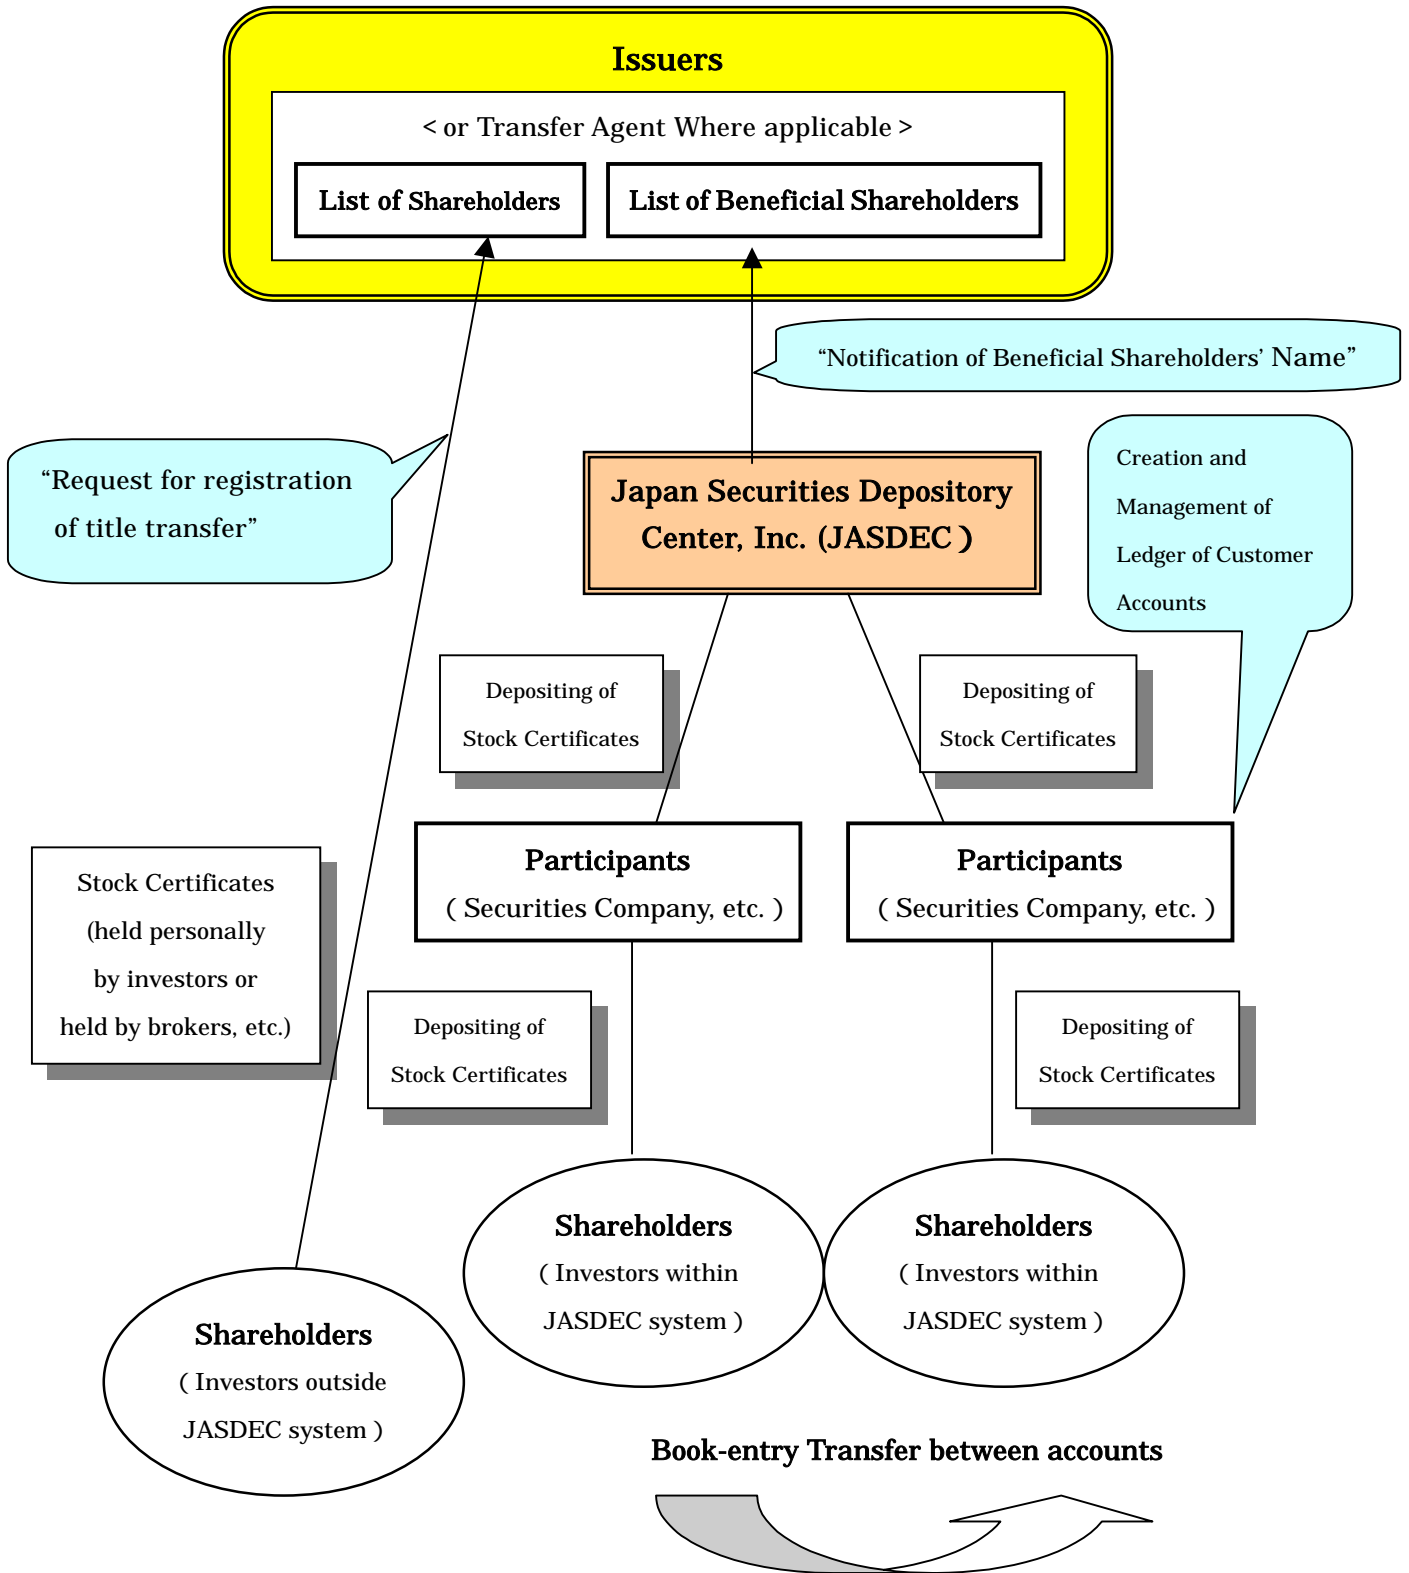 Issuers
< or Transfer Agent Where applicable >
List of Shareholders
List of Beneficial Shareholders
“Notification of Beneficial Shareholders’ Name”
“Request for registration
of title transfer”
Japan Securities Depository
Center, Inc. (JASDEC )
Creation and
Management of
Ledger of Customer
Accounts
Depositing of
Stock Certificates
Depositing of
Stock Certificates
Participants
( Securities Company, etc. )
Participants
( Securities Company, etc. )
Stock Certificates
(held personally
by investors or
held by brokers, etc.)
Depositing of
Stock Certificates
Depositing of
Stock Certificates
Shareholders
( Investors within
JASDEC system )
Shareholders
( Investors within
JASDEC system )
Shareholders
( Investors outside
JASDEC system )
Book-entry Transfer between accounts